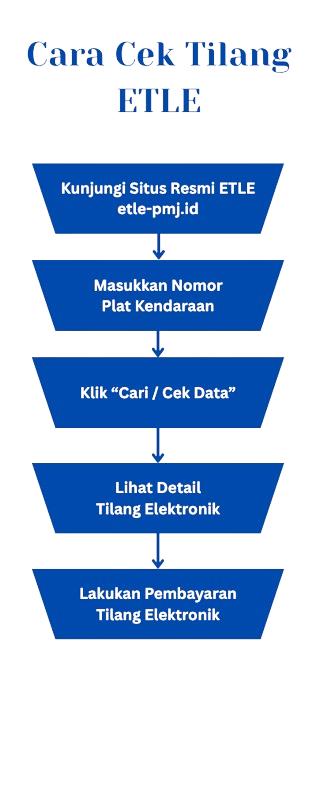 Cara Cek Tilang
ETLE
Kunjungi Situs Resmi ETLE
etle-pmj.id
Masukkan Nomor
Plat Kendaraan
Klik “Cari / Cek Data”
Lihat Detail
Tilang Elektronik
Lakukan Pembayaran
Tilang Elektronik